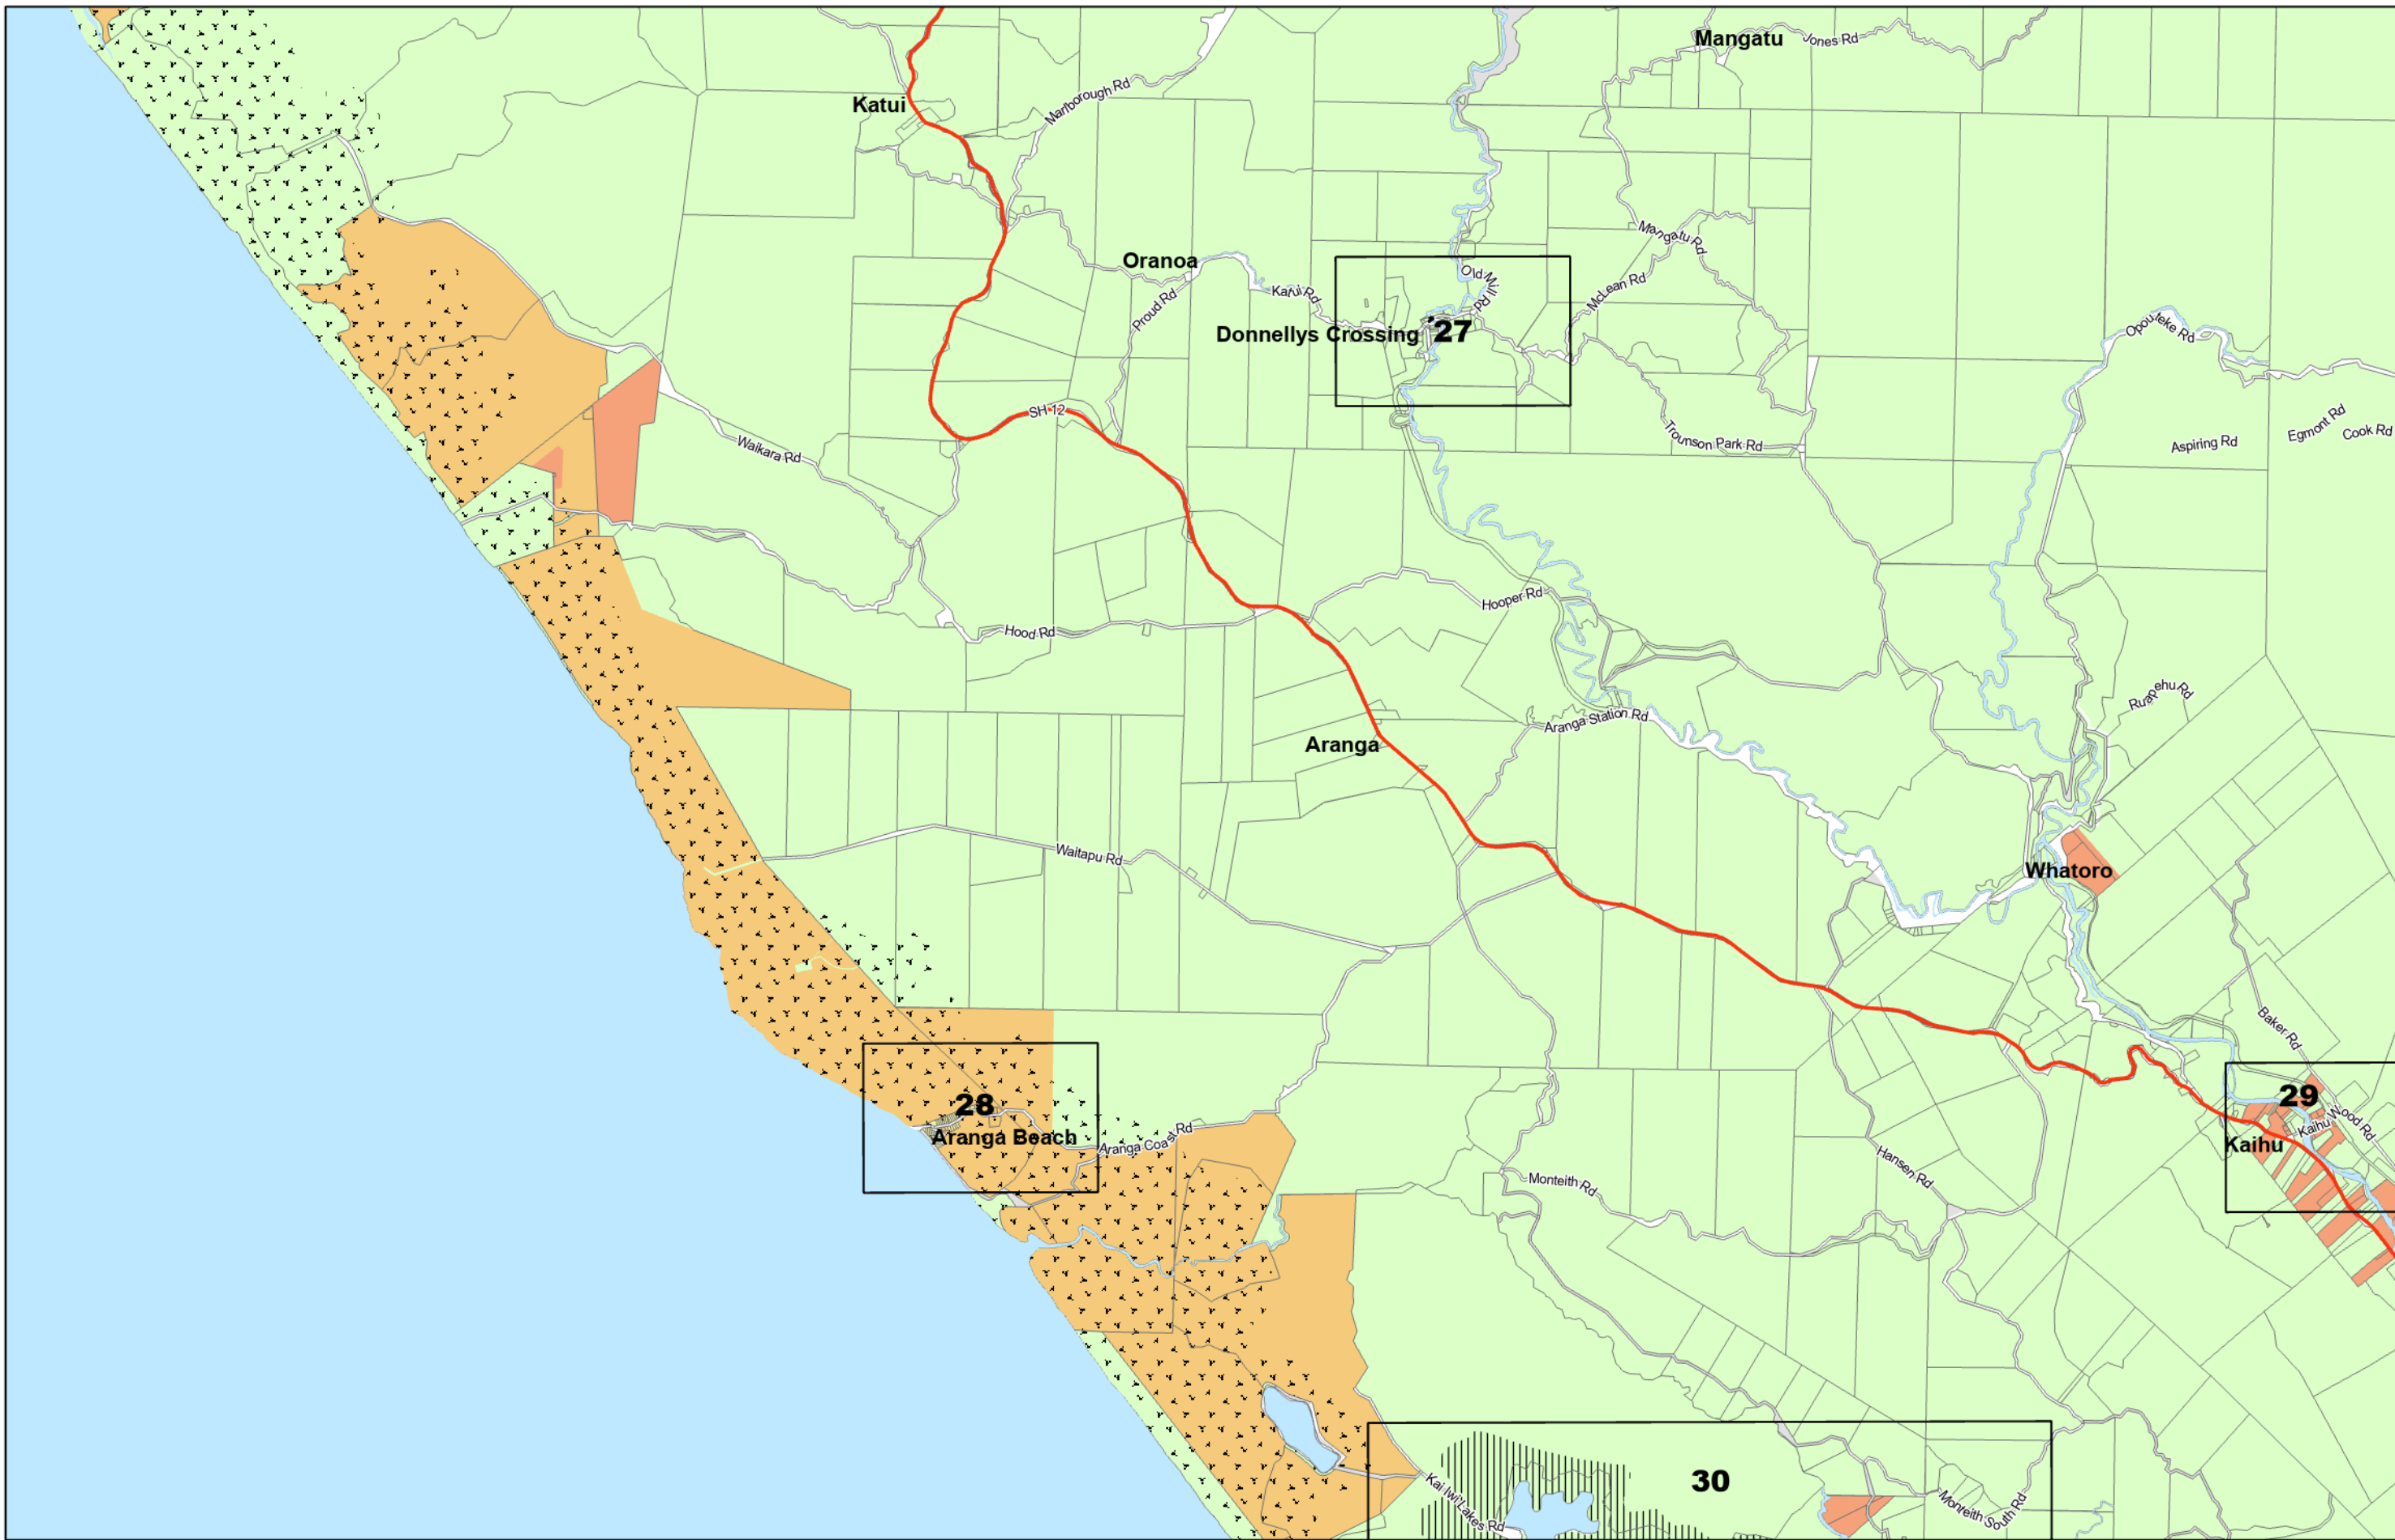 Mangatu
Jones Rd
Katui
Marlborough Rd
Mangatu Rd
Oranoa
Old Mill Rd
Katui Rd
McLean Rd
Proud Rd
Donnellys Crossing
27
Opouteke Rd
SH 12
Egmont Rd
Cook Rd
Aspiring Rd
Trounson Park Rd
Waikara Rd
Hooper Rd
Hood Rd
Ruapehu Rd
Aranga Station Rd
Aranga
Waitapu Rd
Whatoro
Baker Rd
29
28
Wood Rd
Kaihu
Kaihu
Aranga Beach
Aranga Coast Rd
Hansen Rd
Monteith Rd
30
Kai Iwi Lakes Rd
Monteith South Rd